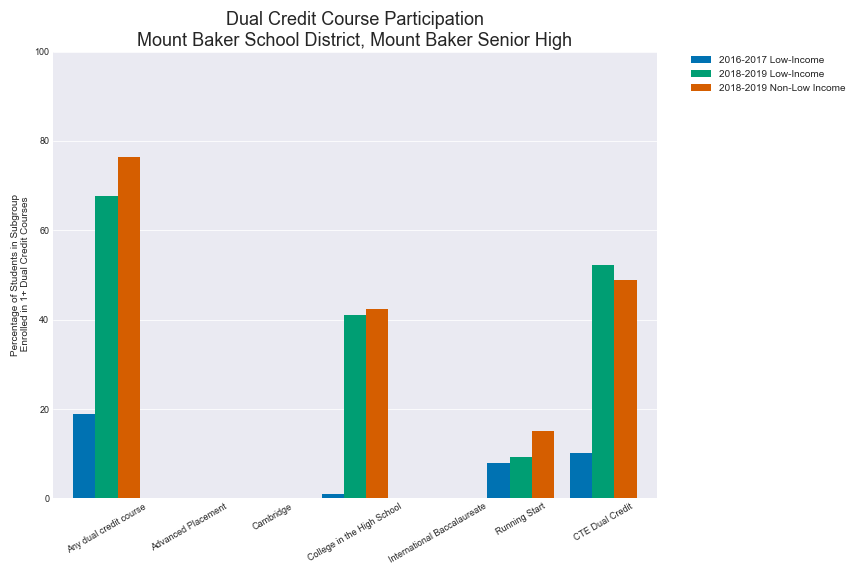 Dual Credit Course Participation
Mount Baker School District, Mount Baker Senior High
2016-2017 Low-Income
2018-2019 Low-Income
2018-2019 Non-Low Income
Percentage of Students in Subgroup
Enrolled in 1+ Dual Credit Courses
100
80
60
40
20
0
Any dual credit course
Advanced Placement
Cambridge
College in the High School
International Baccalaureate
Running Start
CTE Dual Credit